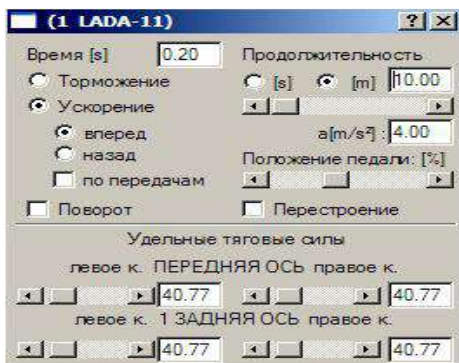 (1 LADA-11)
Время [s] 0.20 Продолжительность
Торможение [s] [m] 10.00
Ускорение
вперед a[m/s²] : 4.00
назад Положение педали: [%]
по передачам
Поворот Перестроение
Удельные тяговые силы
левое к. ПЕРЕДНЯЯ ОСЬ правое к.
40.77 40.77
левое к. 1 ЗАДНЯЯ ОСЬ правое к.
40.77 40.77